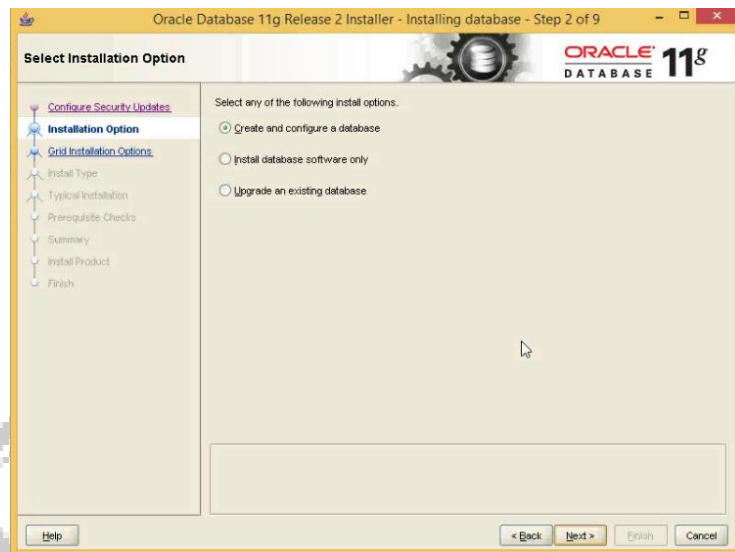 Oracle Database 11g Release 2 Installer - Installing database - Step 2 of 9
Select Installation Option
ORACLE
DATABASE 11g
Configure Security Updates
Installation Option
Grid Installation Options
Install Type
Typical Installation
Prerequisite Checks
Summary
Install Product
Finish
Select any of the following install options.
Create and configure a database
Install database software only
Upgrade an existing database
Help
< Back
Next >
Finish
Cancel